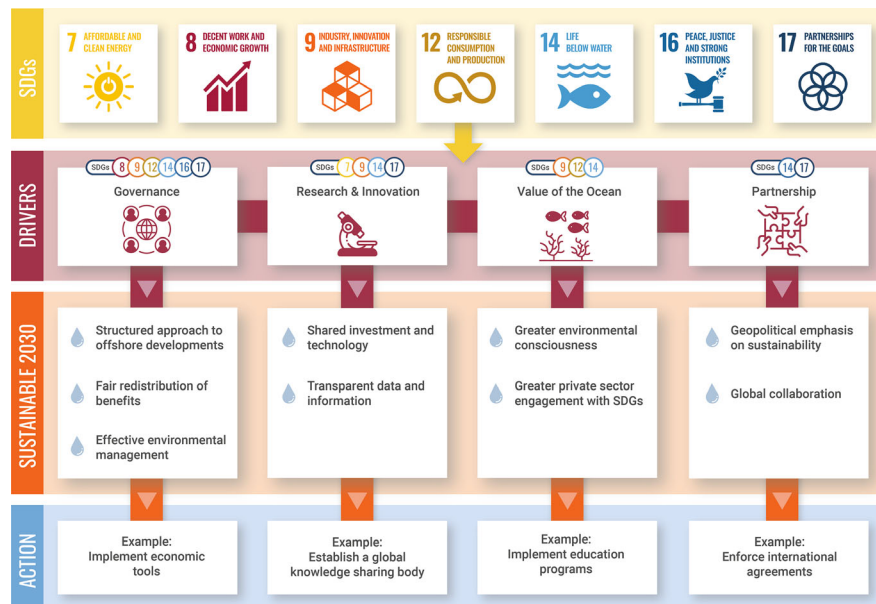 SDGs
7 AFFORDABLE AND
CLEAN ENERGY
8 DECENT WORK AND
ECONOMIC GROWTH
9 INDUSTRY, INNOVATION
AND INFRASTRUCTURE
12 RESPONSIBLE
CONSUMPTION
AND PRODUCTION
14 LIFE
BELOW WATER
16 PEACE, JUSTICE
AND STRONG
INSTITUTIONS
17 PARTNERSHIPS
FOR THE GOALS
DRIVERS
SDGs 8 9 12 14 16 17
Governance
SDGs 7 9 14 17
Research & Innovation
SDGs 9 12 14
Value of the Ocean
SDGs 14 17
Partnership
SUSTAINABLE 2030
Structured approach to
offshore developments
Fair redistribution of
benefits
Effective environmental
management
Shared investment and
technology
Transparent data and
information
Greater environmental
consciousness
Greater private sector
engagement with SDGs
Geopolitical emphasis
on sustainability
Global collaboration
ACTION
Example:
Implement economic
tools
Example:
Establish a global
knowledge sharing body
Example:
Implement education
programs
Example:
Enforce international
agreements